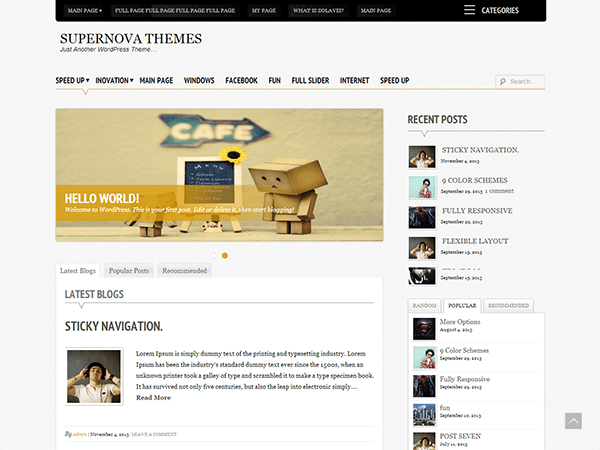 MAIN PAGE ▾ FULL PAGE FULL PAGE FULL PAGE FULL PAGE MY PAGE WHAT IS SOLAVEI? MAIN PAGE CATEGORIES
SUPERNOVA THEMES
Just Another WordPress Theme...
SPEED UP ▾ INOVATION ▾ MAIN PAGE WINDOWS FACEBOOK FUN FULL SLIDER INTERNET SPEED UP Search...
CAFE
Menu
HELLO WORLD!
Welcome to WordPress. This is your first post. Edit or delete it, then start blogging!
Latest Blogs Popular Posts Recommended
LATEST BLOGS
STICKY NAVIGATION.
Lorem Ipsum is simply dummy text of the printing and typesetting industry. Lorem
Ipsum has been the industry's standard dummy text ever since the 1500s, when an
unknown printer took a galley of type and scrambled it to make a type specimen book.
It has survived not only five centuries, but also the leap into electronic simply...
Read More
By admin | November 4, 2013 | LEAVE A COMMENT
RECENT POSTS
STICKY NAVIGATION.
November 4, 2013
9 COLOR SCHEMES
September 29, 2013 1 comment
FULLY RESPONSIVE
September 29, 2013
FLEXIBLE LAYOUT
September 13, 2013
September 13, 2013
RANDOM POPLULAR RECOMMENDED
More Options
August 4, 2013
9 Color Schemes
September 29, 2013
Fully Responsive
September 29, 2013
fun
September 10, 2013
POST SEVEN
July 11, 2013